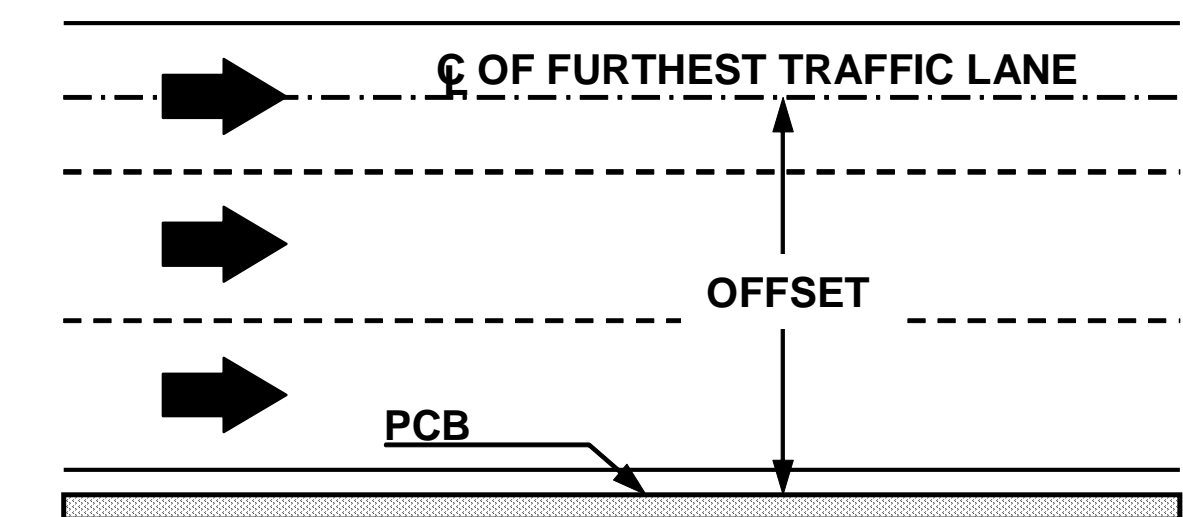 ℄ OF FURTHEST TRAFFIC LANE
OFFSET
PCB